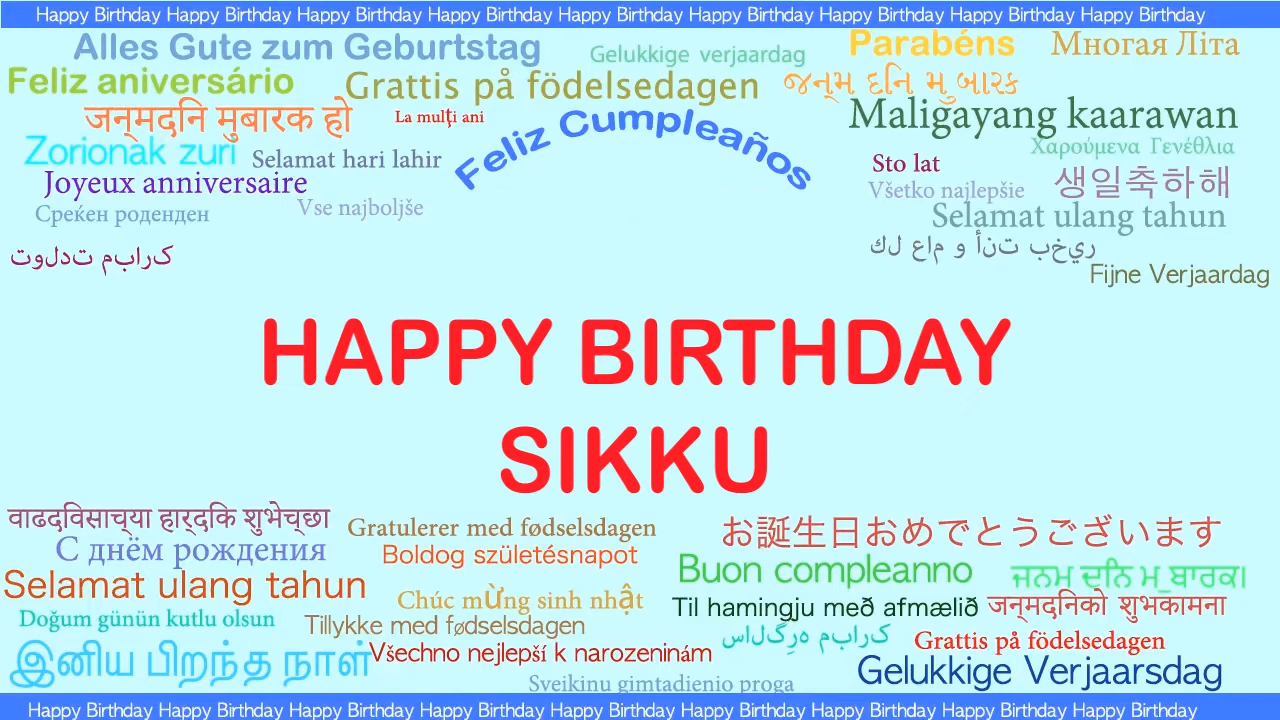 Happy Birthday Happy Birthday Happy Birthday Happy Birthday Happy Birthday Happy Birthday Happy Birthday Happy Birthday Happy Birthday
Alles Gute zum Geburtstag
Gelukkige verjaardag
Parabéns
Многая Літа
Feliz aniversário
Grattis på födelsedagen
જન્મ દિન મુબારક
जन्मदिन मुबारक हो
La mulţi ani
Feliz Cumpleaños
Maligayang kaarawan
Zorionak zuri
Selamat hari lahir
Χαρούμενα Γενέθλια
Sto lat
Joyeux anniversaire
Všetko najlepšie
생일축하해
Среќен роденден
Vse najboljše
Selamat ulang tahun
تولدت مبارک
كل عام و أنت بخير
Fijne Verjaardag
HAPPY BIRTHDAY
SIKKU
वाढदिवसाच्या हार्दिक शुभेच्छा
Gratulerer med fødselsdagen
お誕生日おめでとうございます
С днём рождения
Boldog születésnapot
Buon compleanno
ਜਨਮ ਦਿਨ ਮੁਬਾਰਕ।
Selamat ulang tahun
Chúc mừng sinh nhật
Til hamingju með afmælið
जन्मदिनको शुभकामना
Doğum günün kutlu olsun
Tillykke med fødselsdagen
سالگرہ مبارک
Grattis på födelsedagen
இனிய பிறந்த நாள்
Všechno nejlepší k narozeninám
Gelukkige Verjaarsdag
Sveikinu gimtadienio proga
Happy Birthday Happy Birthday Happy Birthday Happy Birthday Happy Birthday Happy Birthday Happy Birthday Happy Birthday Happy Birthday